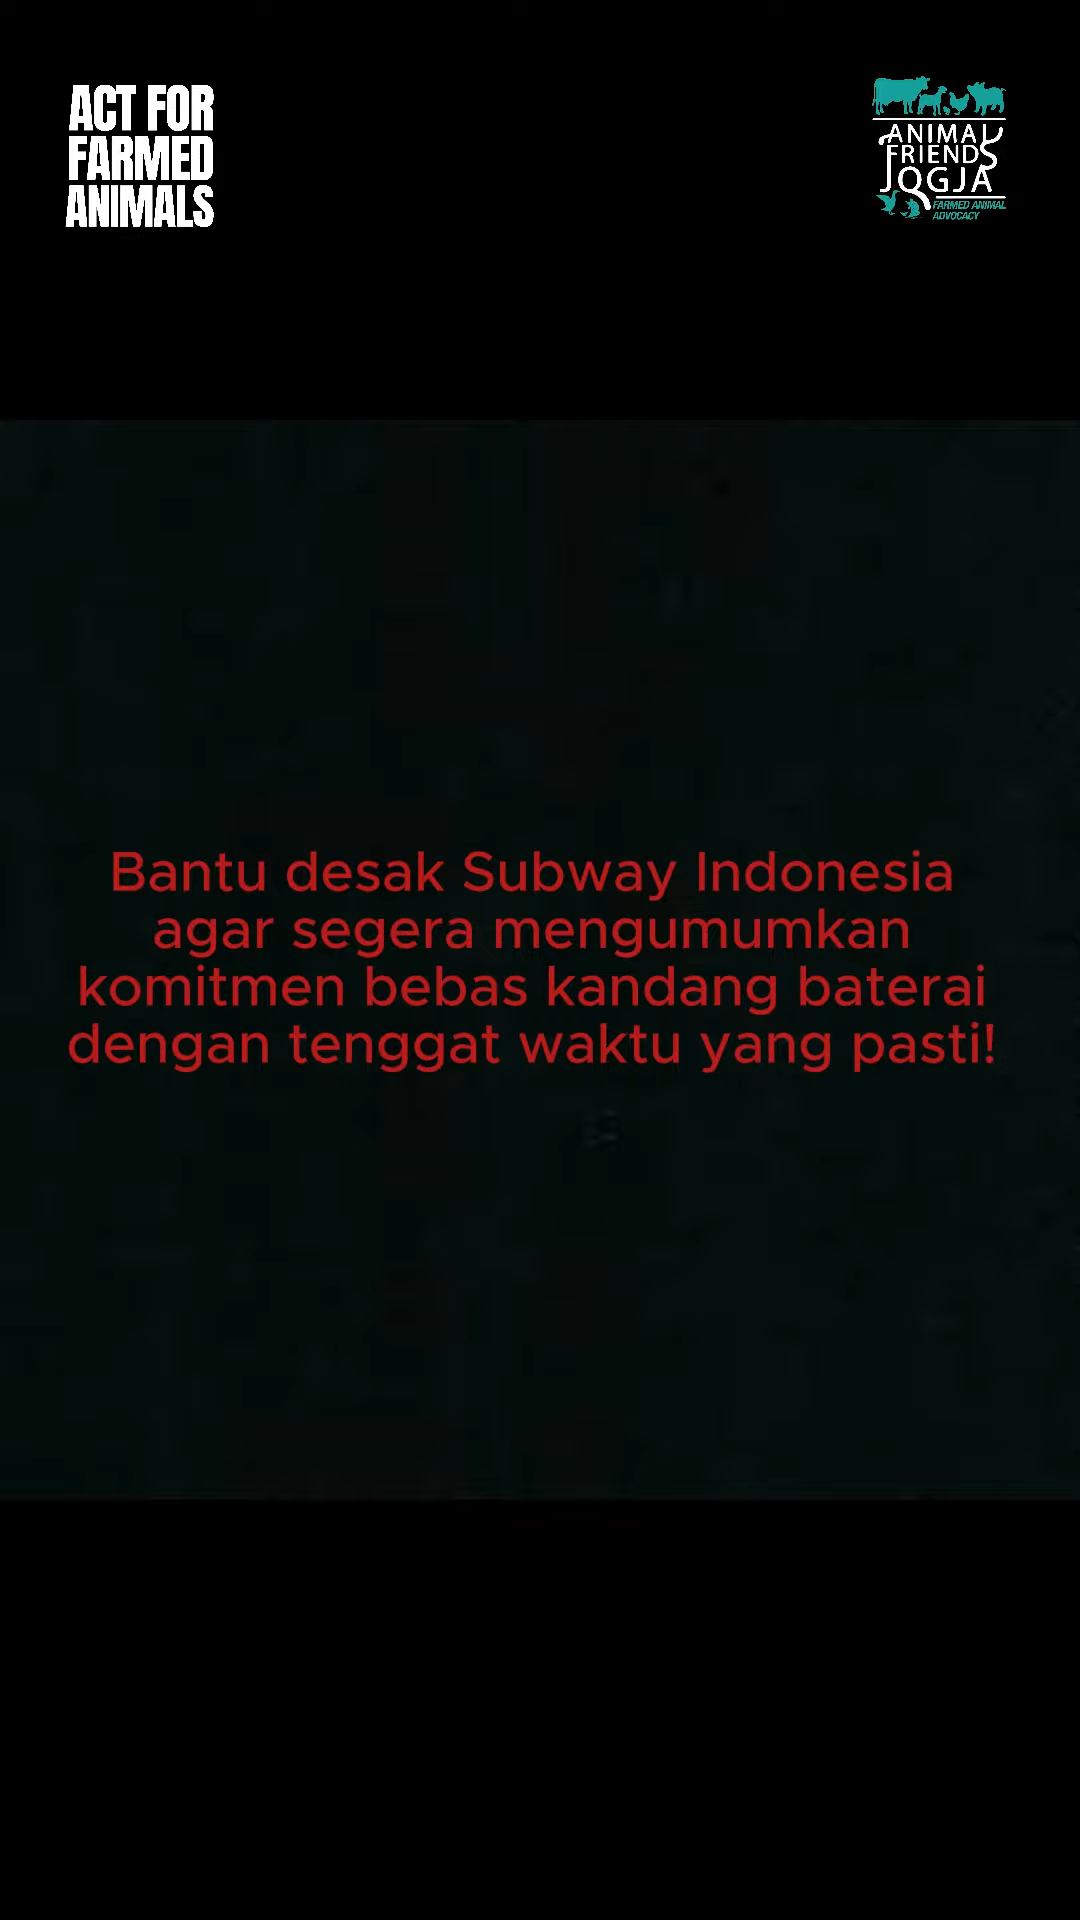 ACT FOR
FARMED
ANIMALS
ANIMAL
FRIENDS
JOGJA
FARMED ANIMAL
ADVOCACY
Bantu desak Subway Indonesia
agar segera mengumumkan
komitmen bebas kandang baterai
dengan tenggat waktu yang pasti!